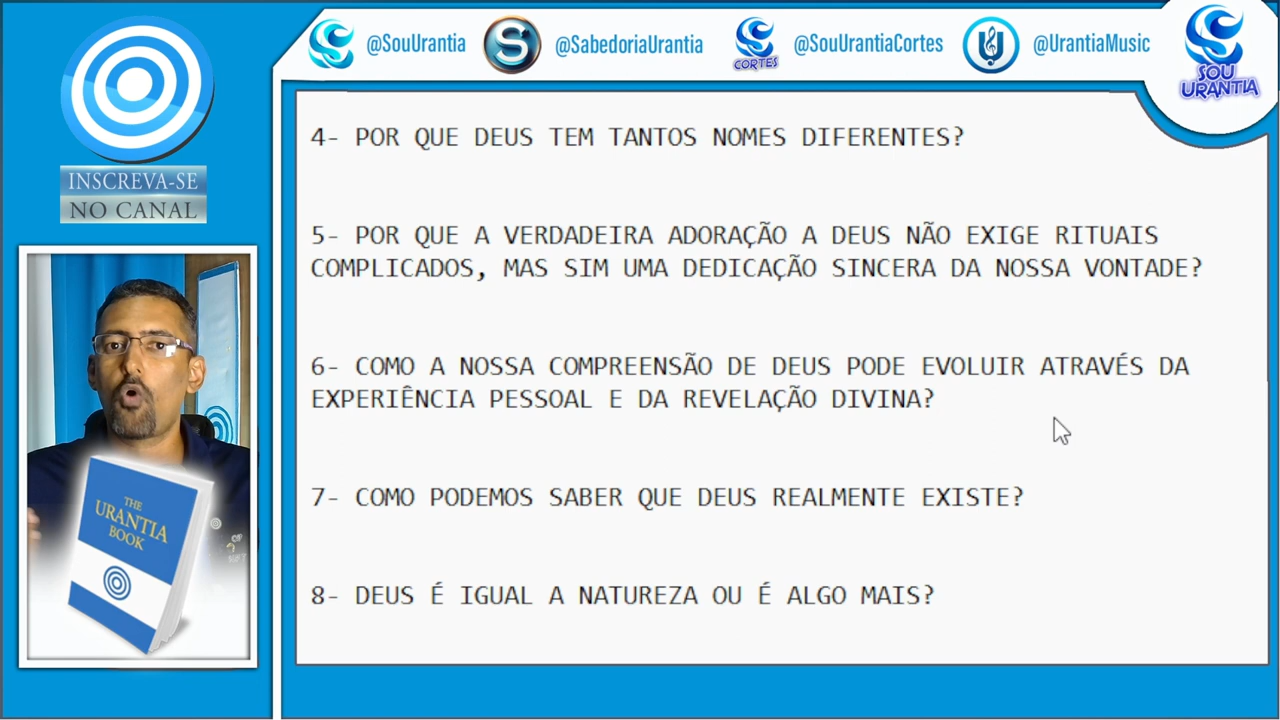 @SouUrantia
@SabedoriaUrantia
CORTES
@SouUrantiaCortes
@UrantiaMusic
SOU
URANTIA
INSCREVA-SE
NO CANAL
4- POR QUE DEUS TEM TANTOS NOMES DIFERENTES?
5- POR QUE A VERDADEIRA ADORAÇÃO A DEUS NÃO EXIGE RITUAIS
COMPLICADOS, MAS SIM UMA DEDICAÇÃO SINCERA DA NOSSA VONTADE?
6- COMO A NOSSA COMPREENSÃO DE DEUS PODE EVOLUIR ATRAVÉS DA
EXPERIÊNCIA PESSOAL E DA REVELAÇÃO DIVINA?
7- COMO PODEMOS SABER QUE DEUS REALMENTE EXISTE?
8- DEUS É IGUAL A NATUREZA OU É ALGO MAIS?
THE
URANTIA
BOOK